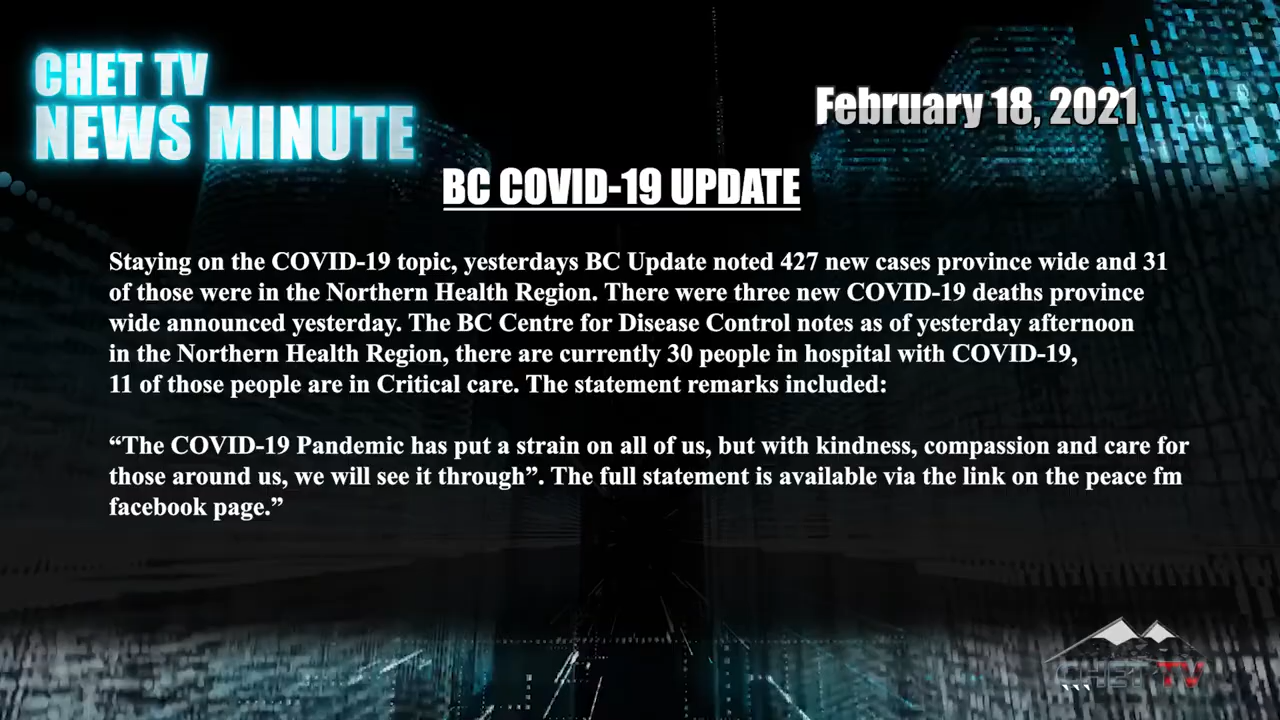 CHET TV
NEWS MINUTE
February 18, 2021
BC COVID-19 UPDATE
Staying on the COVID-19 topic, yesterdays BC Update noted 427 new cases province wide and 31
of those were in the Northern Health Region. There were three new COVID-19 deaths province
wide announced yesterday. The BC Centre for Disease Control notes as of yesterday afternoon
in the Northern Health Region, there are currently 30 people in hospital with COVID-19,
11 of those people are in Critical care. The statement remarks included:
“The COVID-19 Pandemic has put a strain on all of us, but with kindness, compassion and care for
those around us, we will see it through”. The full statement is available via the link on the peace fm
facebook page.”
CHET TV